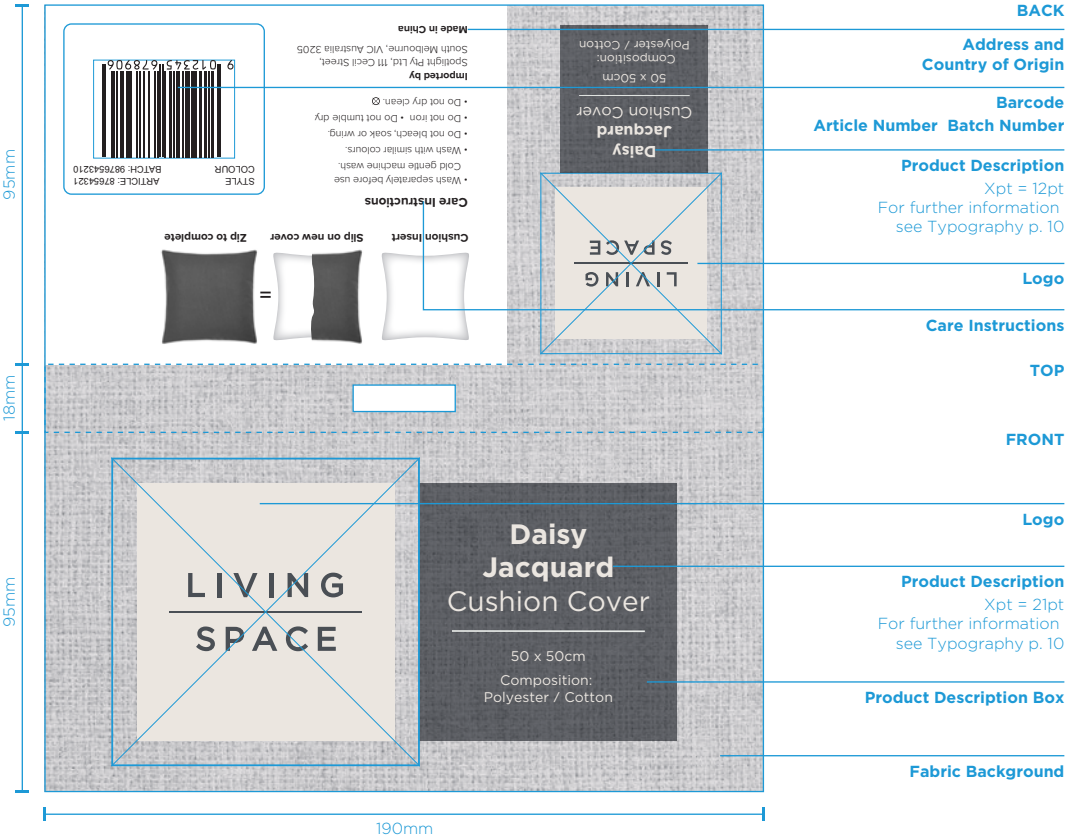 BACK
Address and
Country of Origin
Barcode
Article Number Batch Number
Product Description
Xpt = 12pt
For further information
see Typography p. 10
Logo
Care Instructions
TOP
FRONT
Logo
Product Description
Xpt = 21pt
For further information
see Typography p. 10
Product Description Box
Fabric Background
95mm
18mm
95mm
190mm
LIVING
SPACE
Daisy
Jacquard
Cushion Cover
50 x 50cm
Composition:
Polyester / Cotton
LIVING
SPACE
Daisy
Jacquard
Cushion Cover
50 x 50cm
Composition:
Polyester / Cotton
Cushion Insert
Slip on new cover
Zip to complete
=
Care Instructions
• Wash separately before use
Cold gentle machine wash.
• Wash with similar colours.
• Do not bleach, soak or wring.
• Do not iron • Do not tumble dry
• Do not dry clean.
Imported by
Spotlight Pty Ltd, 111 Cecil Street,
South Melbourne, VIC Australia 3205
Made in China
STYLE ARTICLE: 87654321
COLOUR BATCH: 9876543210
9 012345 678906